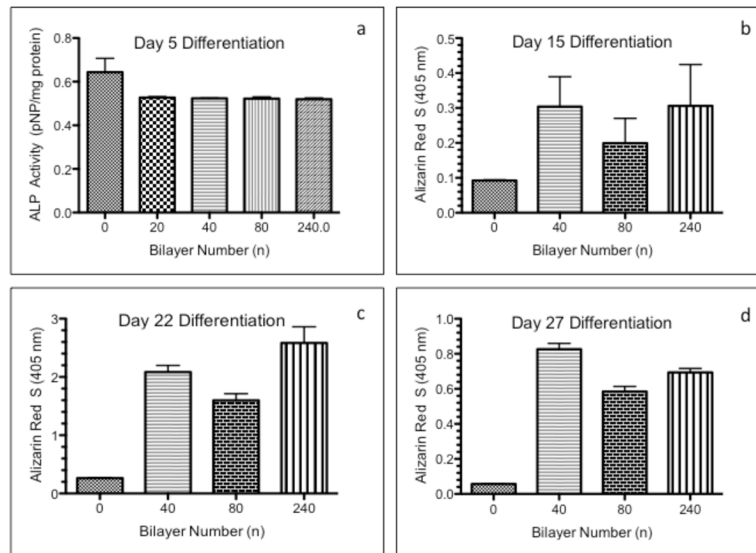 a
Day 5 Differentiation
ALP Activity (pNP/mg protein)
0.8
0.6
0.4
0.2
0.0
0 20 40 80 240.0
Bilayer Number (n)
b
Day 15 Differentiation
Alizarin Red S (405 nm)
0.5
0.4
0.3
0.2
0.1
0.0
0 40 80 240
Bilayer Number (n)
c
Day 22 Differentiation
Alizarin Red S (405 nm)
3
2
1
0
0 40 80 240
Bilayer Number (n)
d
Day 27 Differentiation
Alizarin Red S (405 nm)
1.0
0.8
0.6
0.4
0.2
0.0
0 40 80 240
Bilayer Number (n)